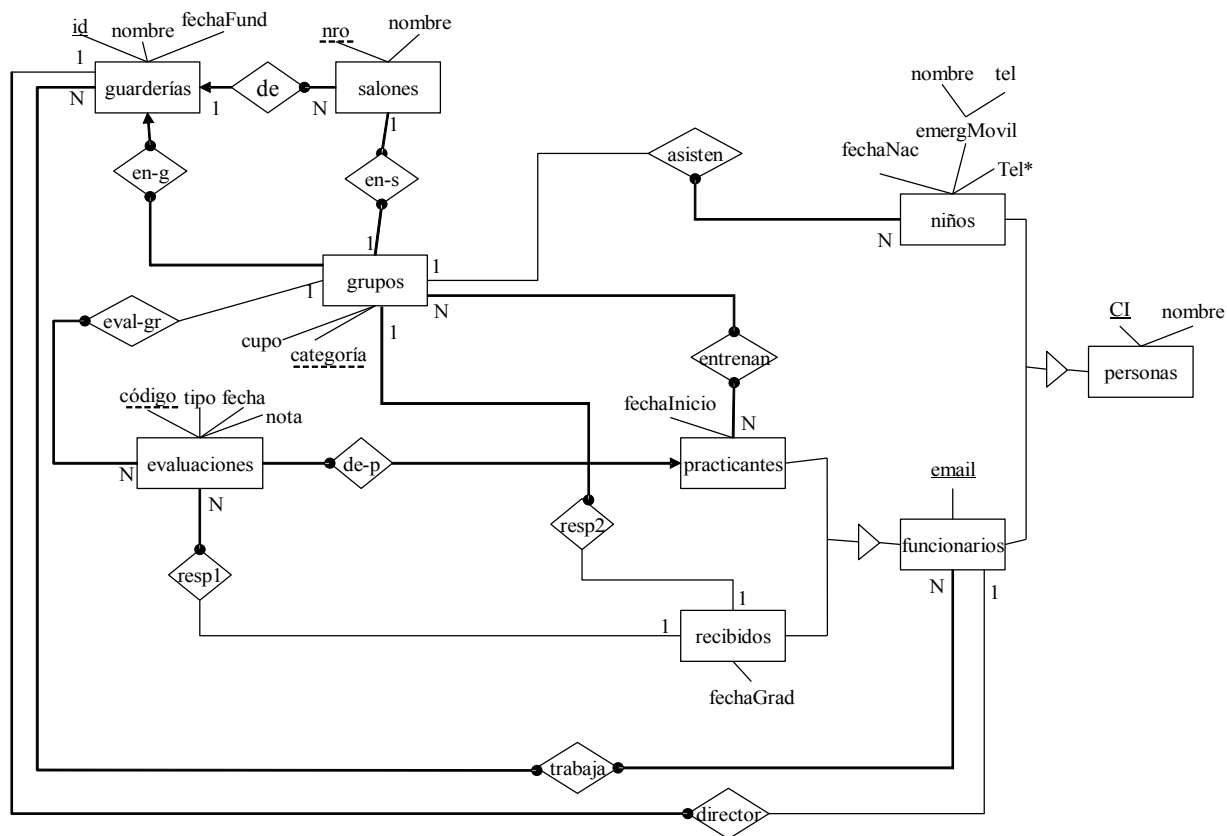 id
nombre
fechaFund
nro
nombre
1
N
guarderías
1
de
N
salones
1
en-g
en-s
1
asisten
nombre
tel
emergMovil
fechaNac
Tel*
niños
N
1
grupos
1
N
1
eval-gr
cupo
categoría
entrenan
CI
nombre
personas
código
tipo
fecha
nota
evaluaciones
N
N
de-p
fechaInicio
N
practicantes
email
funcionarios
N
1
resp2
resp1
1
1
recibidos
fechaGrad
trabaja
director